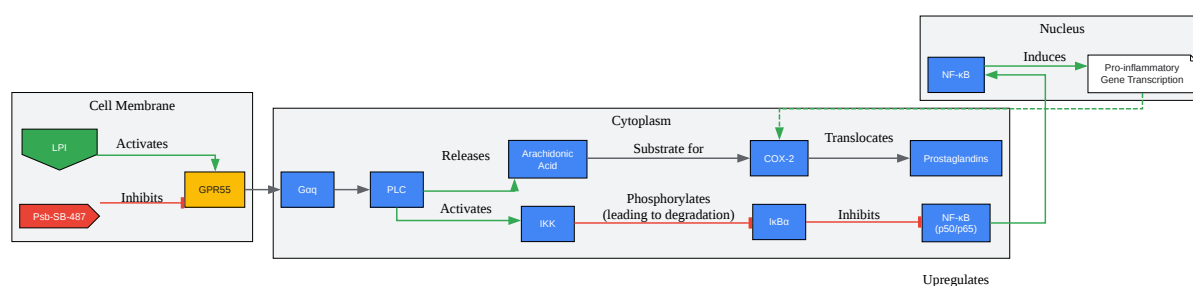 Nucleus
NF-κB
Induces
Pro-inflammatory
Gene Transcription
Cell Membrane
LPI
Activates
Inhibits
Psb-SB-487
GPR55
Cytoplasm
Gαq
PLC
Releases
Arachidonic
Acid
Substrate for
COX-2
Translocates
Prostaglandins
Activates
IKK
Phosphorylates
(leading to degradation)
IκBα
Inhibits
NF-κB
(p50/p65)
Upregulates